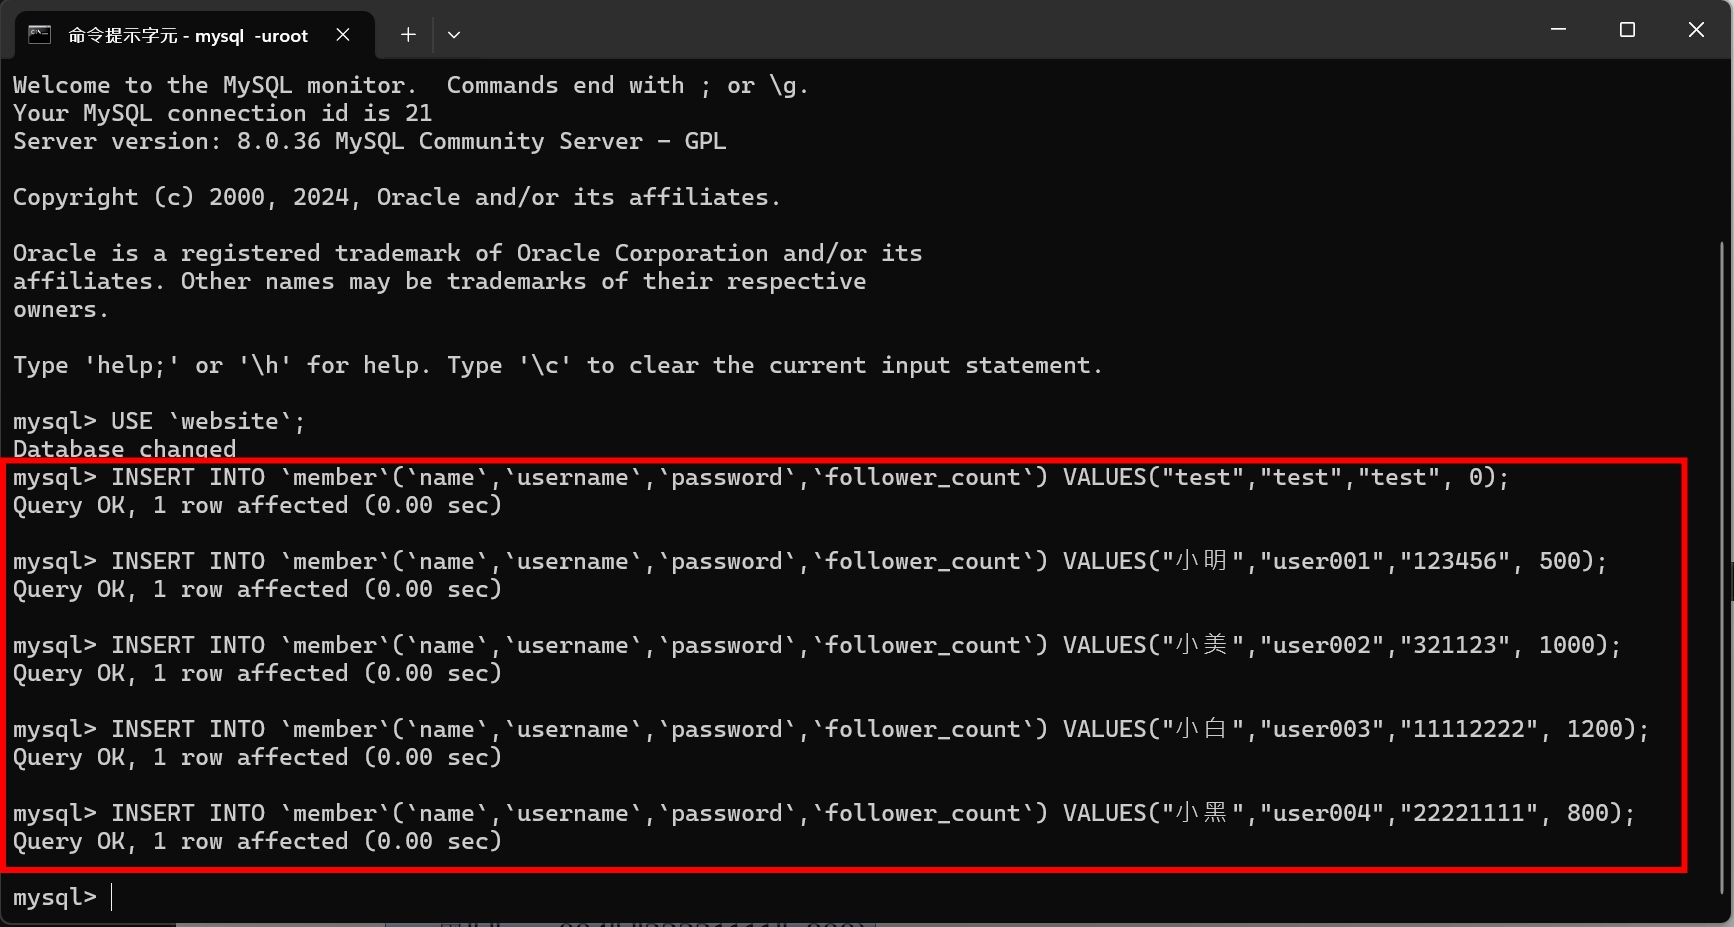 命令提示字元 - mysql  -uroot
Welcome to the MySQL monitor.  Commands end with ; or \g.
Your MySQL connection id is 21
Server version: 8.0.36 MySQL Community Server - GPL
Copyright (c) 2000, 2024, Oracle and/or its affiliates.
Oracle is a registered trademark of Oracle Corporation and/or its
affiliates. Other names may be trademarks of their respective
owners.
Type 'help;' or '\h' for help. Type '\c' to clear the current input statement.
mysql> USE `website`;
Database changed
mysql> INSERT INTO `member`(`name`,`username`,`password`,`follower_count`) VALUES("test","test","test", 0);
Query OK, 1 row affected (0.00 sec)
mysql> INSERT INTO `member`(`name`,`username`,`password`,`follower_count`) VALUES("小明","user001","123456", 500);
Query OK, 1 row affected (0.00 sec)
mysql> INSERT INTO `member`(`name`,`username`,`password`,`follower_count`) VALUES("小美","user002","321123", 1000);
Query OK, 1 row affected (0.00 sec)
mysql> INSERT INTO `member`(`name`,`username`,`password`,`follower_count`) VALUES("小白","user003","11112222", 1200);
Query OK, 1 row affected (0.00 sec)
mysql> INSERT INTO `member`(`name`,`username`,`password`,`follower_count`) VALUES("小黑","user004","22221111", 800);
Query OK, 1 row affected (0.00 sec)
mysql>